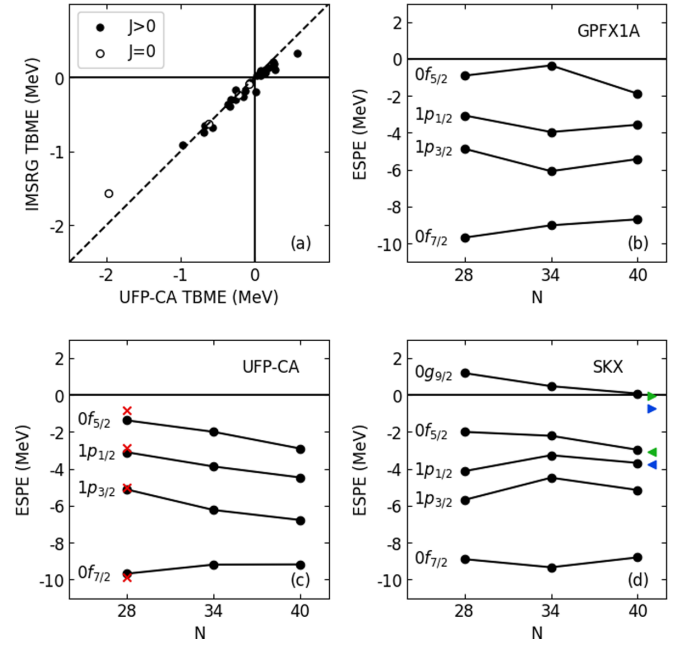 J>0
J=0
IMSRG TBME (MeV)
0
-1
-2
(a)
-2
-1
0
UFP-CA TBME (MeV)
GPFX1A
ESPE (MeV)
2
0
-2
-4
-6
-8
-10
0f5/2
1p1/2
1p3/2
0f7/2
(b)
28
34
40
N
UFP-CA
ESPE (MeV)
2
0
-2
-4
-6
-8
-10
0f5/2
1p1/2
1p3/2
0f7/2
(c)
28
34
40
N
SKX
ESPE (MeV)
2
0
-2
-4
-6
-8
-10
0g9/2
0f5/2
1p1/2
1p3/2
0f7/2
(d)
28
34
40
N